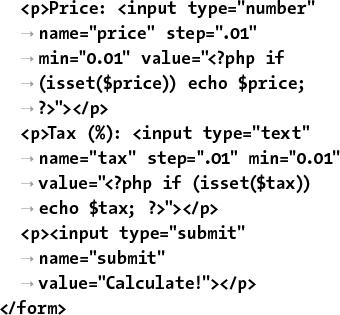 <p>Price: <input type="number"
→ name="price" step=".01"
→ min="0.01" value="<?php if
→ (isset($price)) echo $price;
→ ?>"></p>
<p>Tax (%): <input type="text"
→ name="tax" step=".01" min="0.01"
→ value="<?php if (isset($tax))
→ echo $tax; ?>"></p>
<p><input type="submit"
→ name="submit"
→ value="Calculate!"></p>
</form>